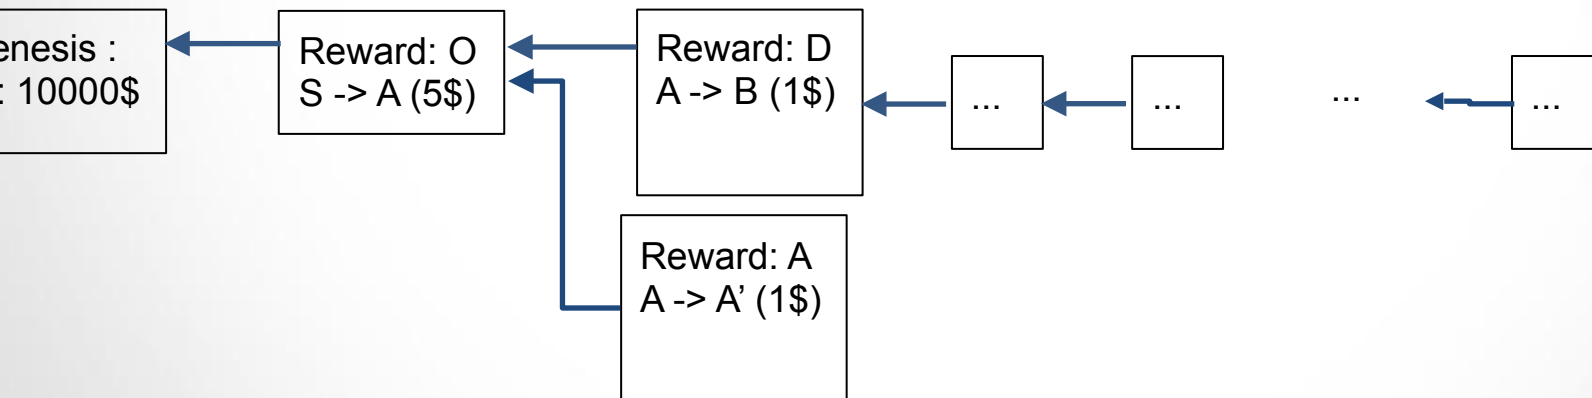 enesis :
: 10000$
Reward: O
S -> A (5$)
Reward: D
A -> B (1$)
...
...
...
...
Reward: A
A -> A’ (1$)